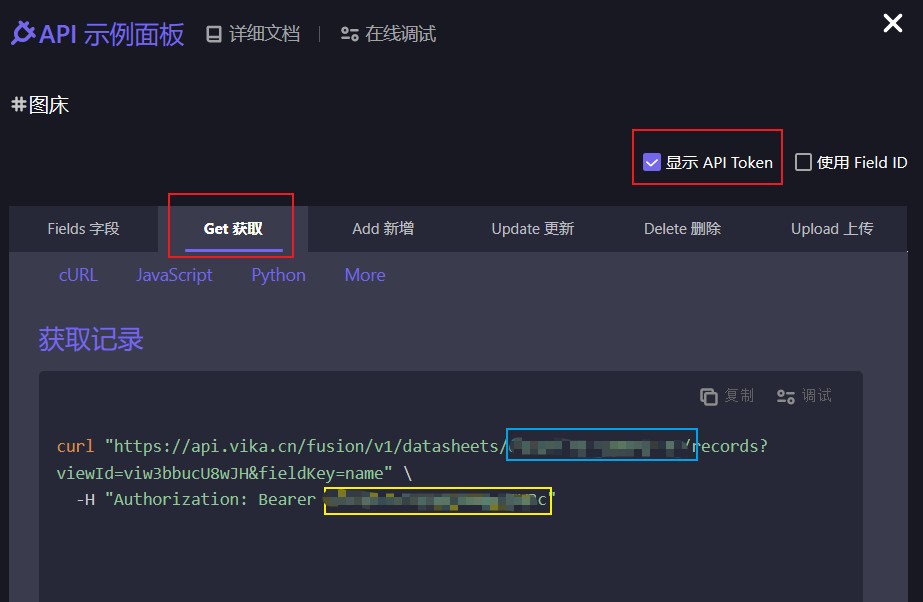 API 示例面板 详细文档 | 在线调试
#图床
显示 API Token 使用 Field ID
Fields 字段 Get 获取 Add 新增 Update 更新 Delete 删除 Upload 上传
cURL JavaScript Python More
获取记录
复制 调试
curl "https://api.vika.cn/fusion/v1/datasheets/ /records?
viewId=viw3bbucU8wJH&fieldKey=name" \
-H "Authorization: Bearer "